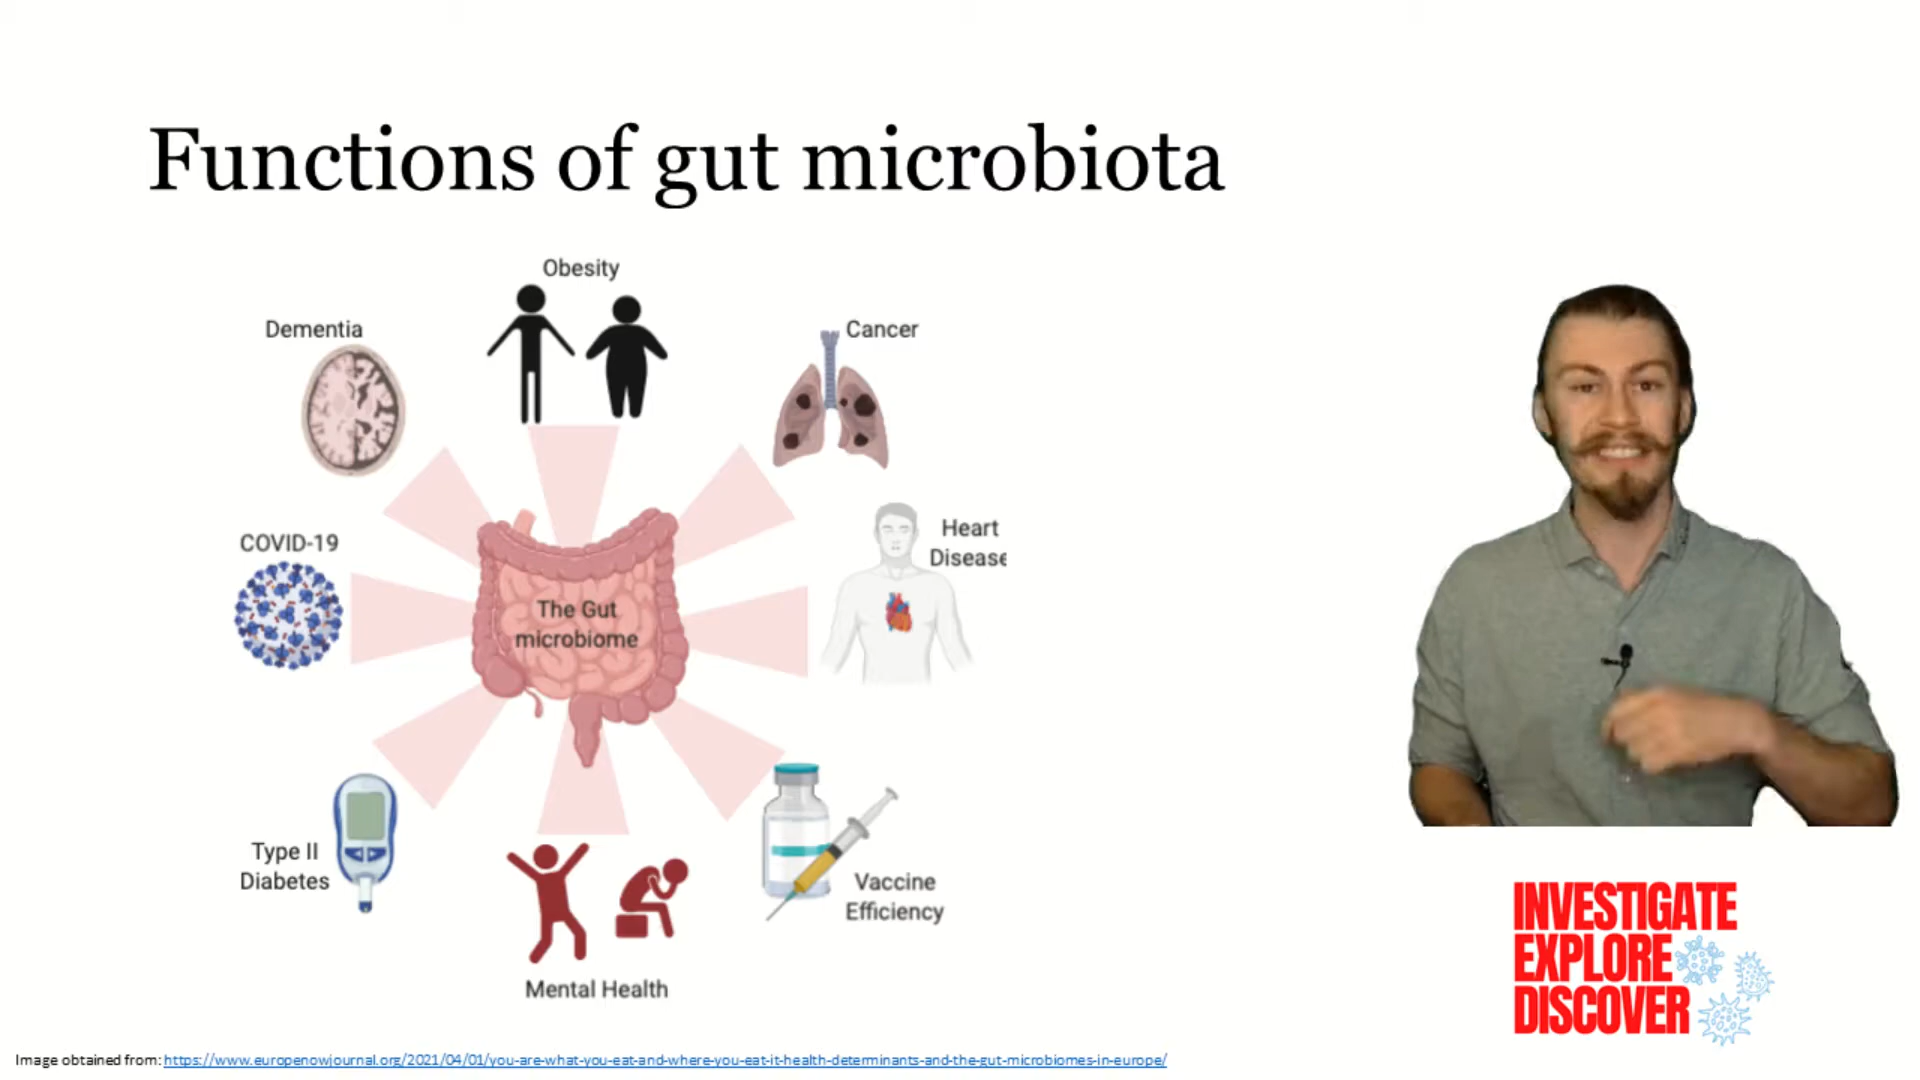 Functions of gut microbiota
Obesity
Dementia
Cancer
COVID-19
Heart
Disease
The Gut
microbiome
Type II
Diabetes
Vaccine
Efficiency
Mental Health
INVESTIGATE
EXPLORE
DISCOVER
Image obtained from: https://www.europenowjournal.org/2021/04/01/you-are-what-you-eat-and-where-you-eat-it-health-determinants-and-the-gut-microbiomes-in-europe/